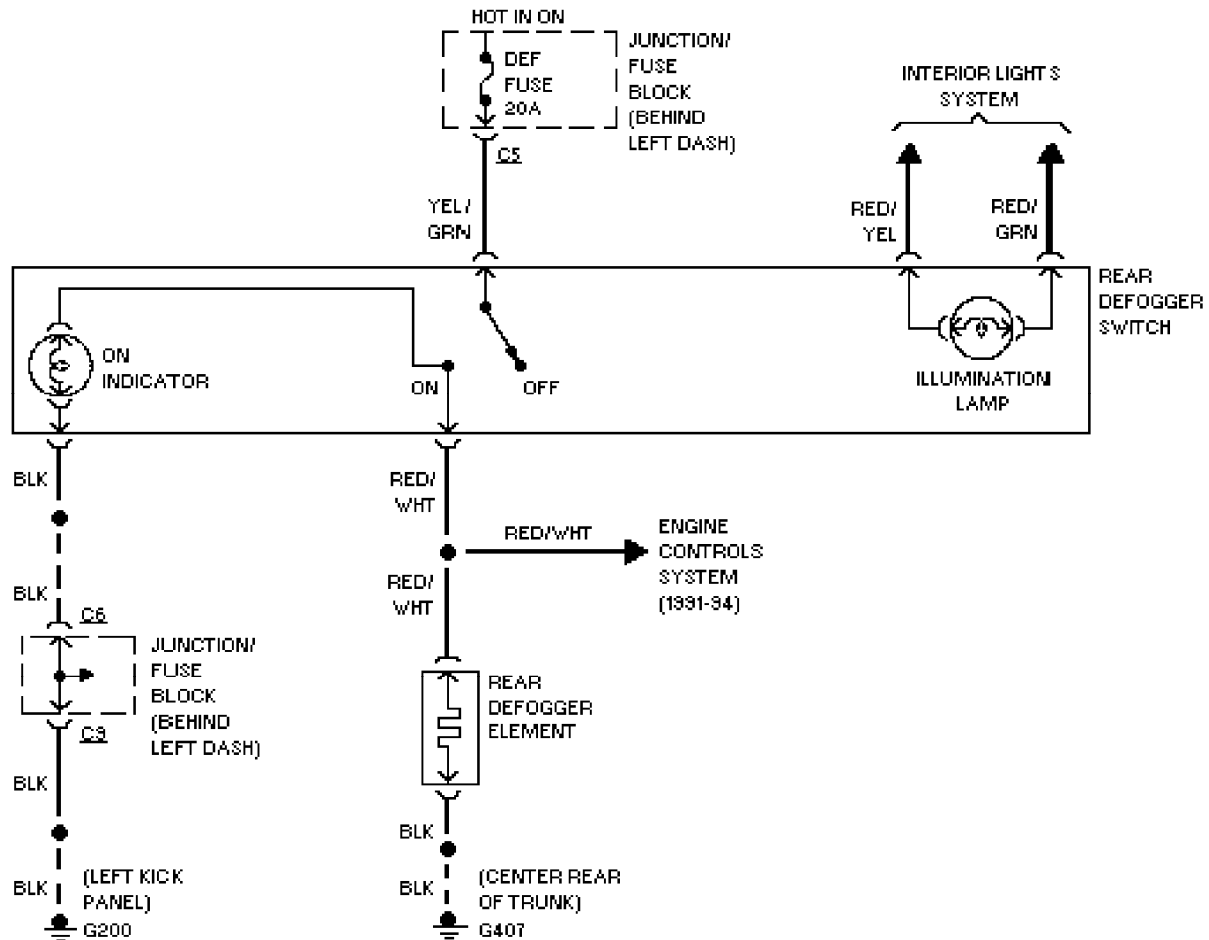 HOT IN ON
DEF
FUSE
20A
JUNCTION/
FUSE
BLOCK
(BEHIND
LEFT DASH)
C5
INTERIOR LIGHTS
SYSTEM
YEL/
GRN
RED/
YEL
RED/
GRN
REAR
DEFOGGER
SWITCH
ON
INDICATOR
ON
OFF
ILLUMINATION
LAMP
BLK
RED/
WHT
RED/WHT
ENGINE
CONTROLS
SYSTEM
(1991-94)
BLK
RED/
WHT
C6
JUNCTION/
FUSE
BLOCK
(BEHIND
LEFT DASH)
C9
REAR
DEFOGGER
ELEMENT
BLK
BLK
BLK
(LEFT KICK
PANEL)
G200
BLK
(CENTER REAR
OF TRUNK)
G407